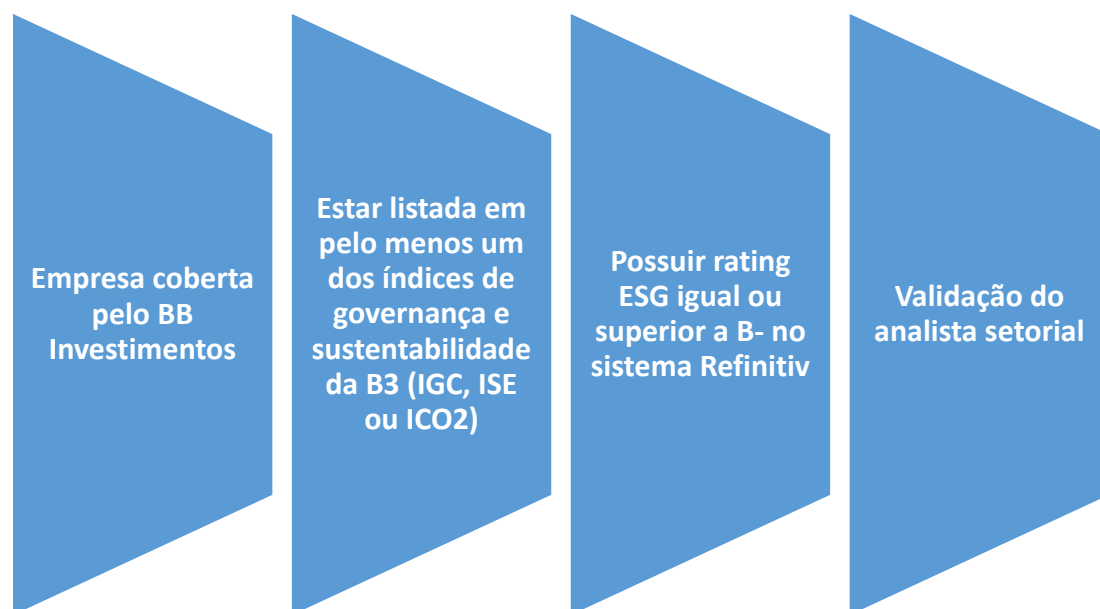 Empresa coberta
pelo BB
Investimentos
Estar listada em
pelo menos um
dos índices de
governança e
sustentabilidade
da B3 (IGC, ISE
ou ICO2)
Possuir rating
ESG igual ou
superior a B- no
sistema Refinitiv
Validação do
analista setorial